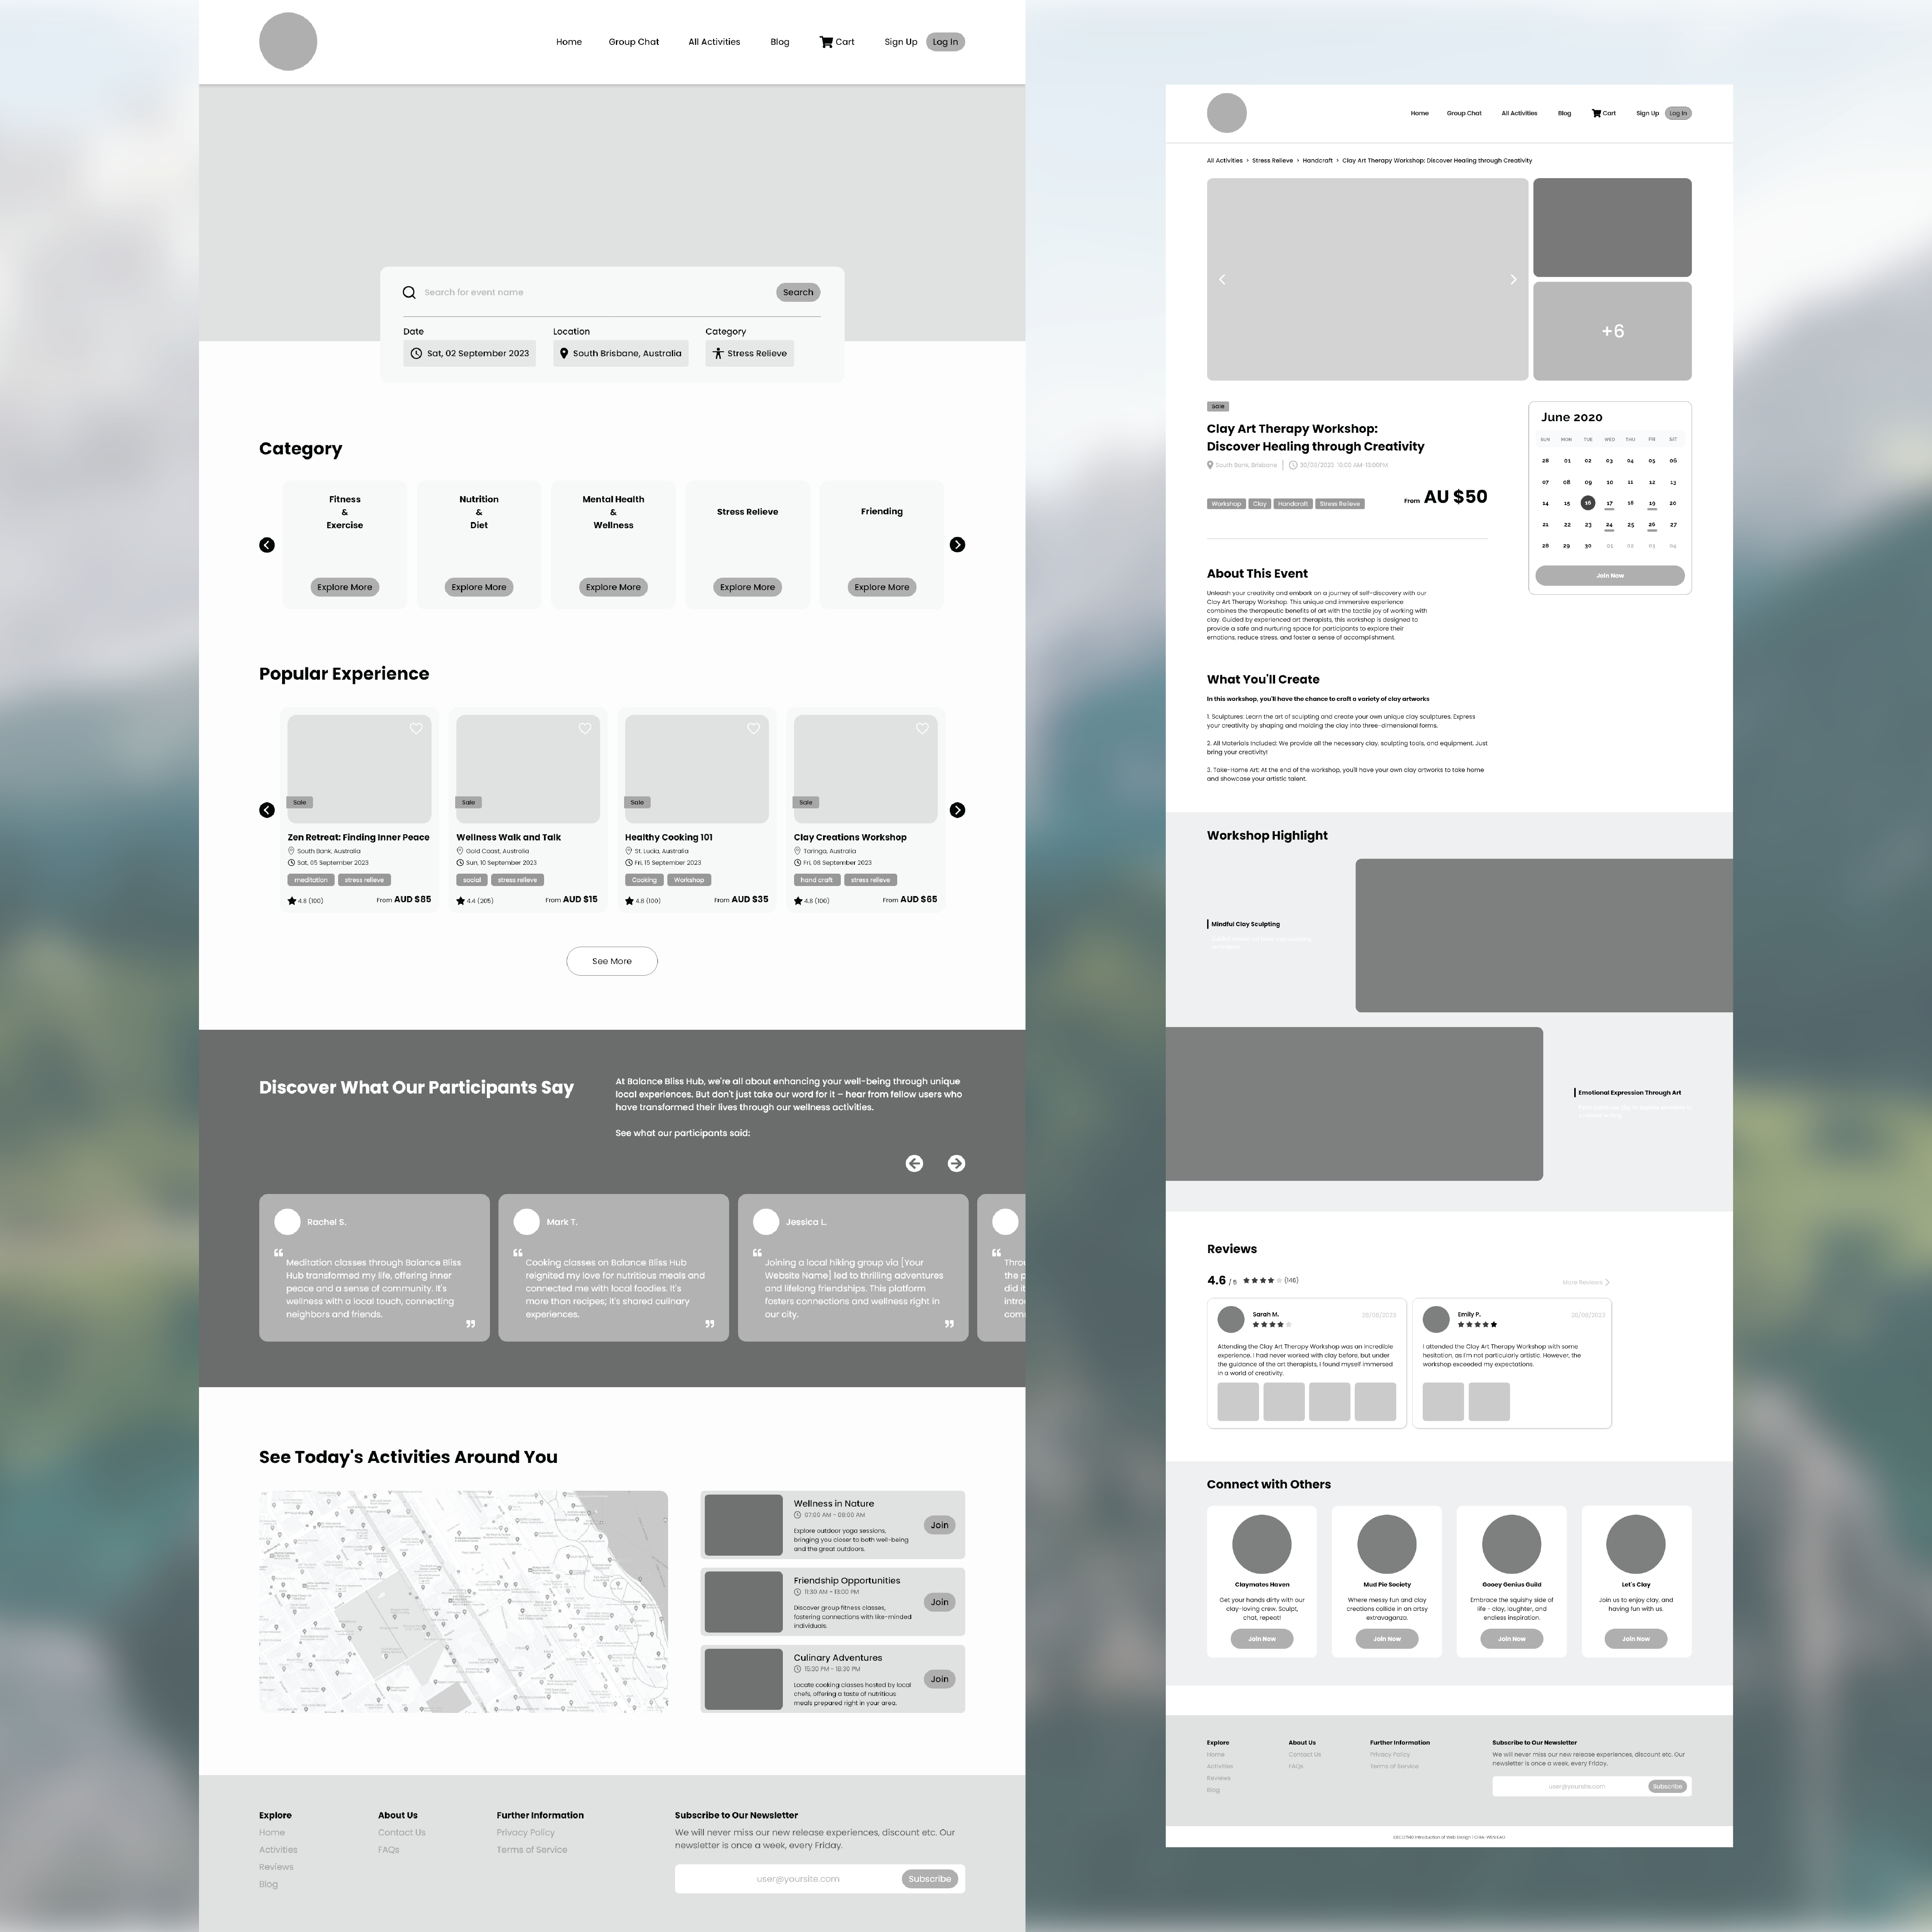 Home Group Chat All Activities Blog Cart Sign Up Log In
Search for event name Search
Date Location Category
Sat, 02 September 2023 South Brisbane, Australia Stress Relieve
Category
Fitness
&
Exercise
Explore More
Nutrition
&
Diet
Explore More
Mental Health
&
Wellness
Explore More
Stress Relieve
Explore More
Friending
Explore More
Popular Experience
Sale
Zen Retreat: Finding Inner Peace
South Bank, Australia
Sat, 05 September 2023
meditation stress relieve
4.8 (100) From AUD $85
Sale
Wellness Walk and Talk
Gold Coast, Australia
Sun, 10 September 2023
social stress relieve
4.4 (205) From AUD $15
Sale
Healthy Cooking 101
St. Lucia, Australia
Fri, 15 September 2023
Cooking Workshop
4.8 (100) From AUD $35
Sale
Clay Creations Workshop
Taringa, Australia
Fri, 08 September 2023
hand craft stress relieve
4.8 (100) From AUD $65
See More
Discover What Our Participants Say
At Balance Bliss Hub, we're all about enhancing your well-being through unique
local experiences. But don't just take our word for it – hear from fellow users who
have transformed their lives through our wellness activities.
See what our participants said:
Rachel S.
“
Meditation classes through Balance Bliss
Hub transformed my life, offering inner
peace and a sense of community. It's
wellness with a local touch, connecting
neighbors and friends.
”
Mark T.
“
Cooking classes on Balance Bliss Hub
reignited my love for nutritious meals and
connected me with local foodies. It's
more than recipes; it's shared culinary
experiences.
”
Jessica L.
“
Joining a local hiking group via [Your
Website Name] led to thrilling adventures
and lifelong friendships. This platform
fosters connections and wellness right in
our city.
”
“
Throu
the p
did it
introd
com
See Today's Activities Around You
Wellness in Nature
07:00 AM - 09:00 AM
Explore outdoor yoga sessions,
bringing you closer to both well-being
and the great outdoors.
Join
Friendship Opportunities
11:30 AM - 13:00 PM
Discover group fitness classes,
fostering connections with like-minded
individuals.
Join
Culinary Adventures
15:30 PM - 18:30 PM
Locate cooking classes hosted by local
chefs, offering a taste of nutritious
meals prepared right in your area.
Join
Explore
Home
Activities
Reviews
Blog
About Us
Contact Us
FAQs
Further Information
Privacy Policy
Terms of Service
Subscribe to Our Newsletter
We will never miss our new release experiences, discount etc. Our
newsletter is once a week, every Friday.
user@yoursite.com Subscribe
Home Group Chat All Activities Blog Cart Sign Up Log In
All Activities › Stress Relieve › Handcraft › Clay Art Therapy Workshop: Discover Healing through Creativity
+6
Sale
Clay Art Therapy Workshop:
Discover Healing through Creativity
South Bank, Brisbane 10:00 AM-13:00PM
Workshop Clay Handcraft Stress Relieve
From AU $50
June 2020
SUN MON TUE WED THU FRI SAT
28 01 02 03 04 05 06
07 08 09 10 11 12 13
14 15 16 17 18 19 20
21 22 23 24 25 26 27
28 29 30 01 02 03 04
Join Now
About This Event
Unleash your creativity and embark on a journey of self-discovery with our
Clay Art Therapy Workshop. This unique and immersive experience
combines the therapeutic benefits of art with the tactile joy of working with
clay. Guided by experienced art therapists, this workshop is designed to
provide a safe and nurturing space for participants to explore their
emotions, reduce stress, and foster a sense of accomplishment.
What You'll Create
In this workshop, you'll have the chance to craft a variety of clay artworks
1. Sculptures: Learn the art of sculpting and create your own unique clay sculptures. Express
your creativity by shaping and molding the clay into three-dimensional forms.
2. All Materials Included: We provide all the necessary clay, sculpting tools, and equipment. Just
bring your creativity!
3. Take-Home Art: At the end of the workshop, you'll have your own clay artworks to take home
and showcase your artistic talent.
Workshop Highlight
Mindful Clay Sculpting
Emotional Expression Through Art
Reviews
4.6 / 5 (146)
More Reviews
Sarah M.
Attending the Clay Art Therapy Workshop was an incredible
experience, I had never worked with clay before, but under
the guidance of the art therapists, I found myself immersed
in a world of creativity.
Emily P.
I attended the Clay Art Therapy Workshop with some
hesitation, as I'm not particularly artistic. However, the
workshop exceeded my expectations.
Connect with Others
Claymates Haven
Get your hands dirty with our
clay-loving crew. Sculpt,
chat, repeat!
Join Now
Mud Pie Society
Where messy fun and clay
creations collide in an artsy
extravaganza.
Join Now
Gooey Genius Guild
Embrace the squishy side of
life - clay, laughter, and
endless inspiration.
Join Now
Let's Clay
Join us to enjoy clay, and
having fun with us.
Join Now
Explore
Home
Activities
Reviews
Blog
About Us
Contact Us
FAQs
Further Information
Privacy Policy
Terms of Service
Subscribe to Our Newsletter
We will never miss our new release experiences, discount etc. Our
newsletter is once a week, every Friday.
user@yoursite.com Subscribe
Introduction of Web Design